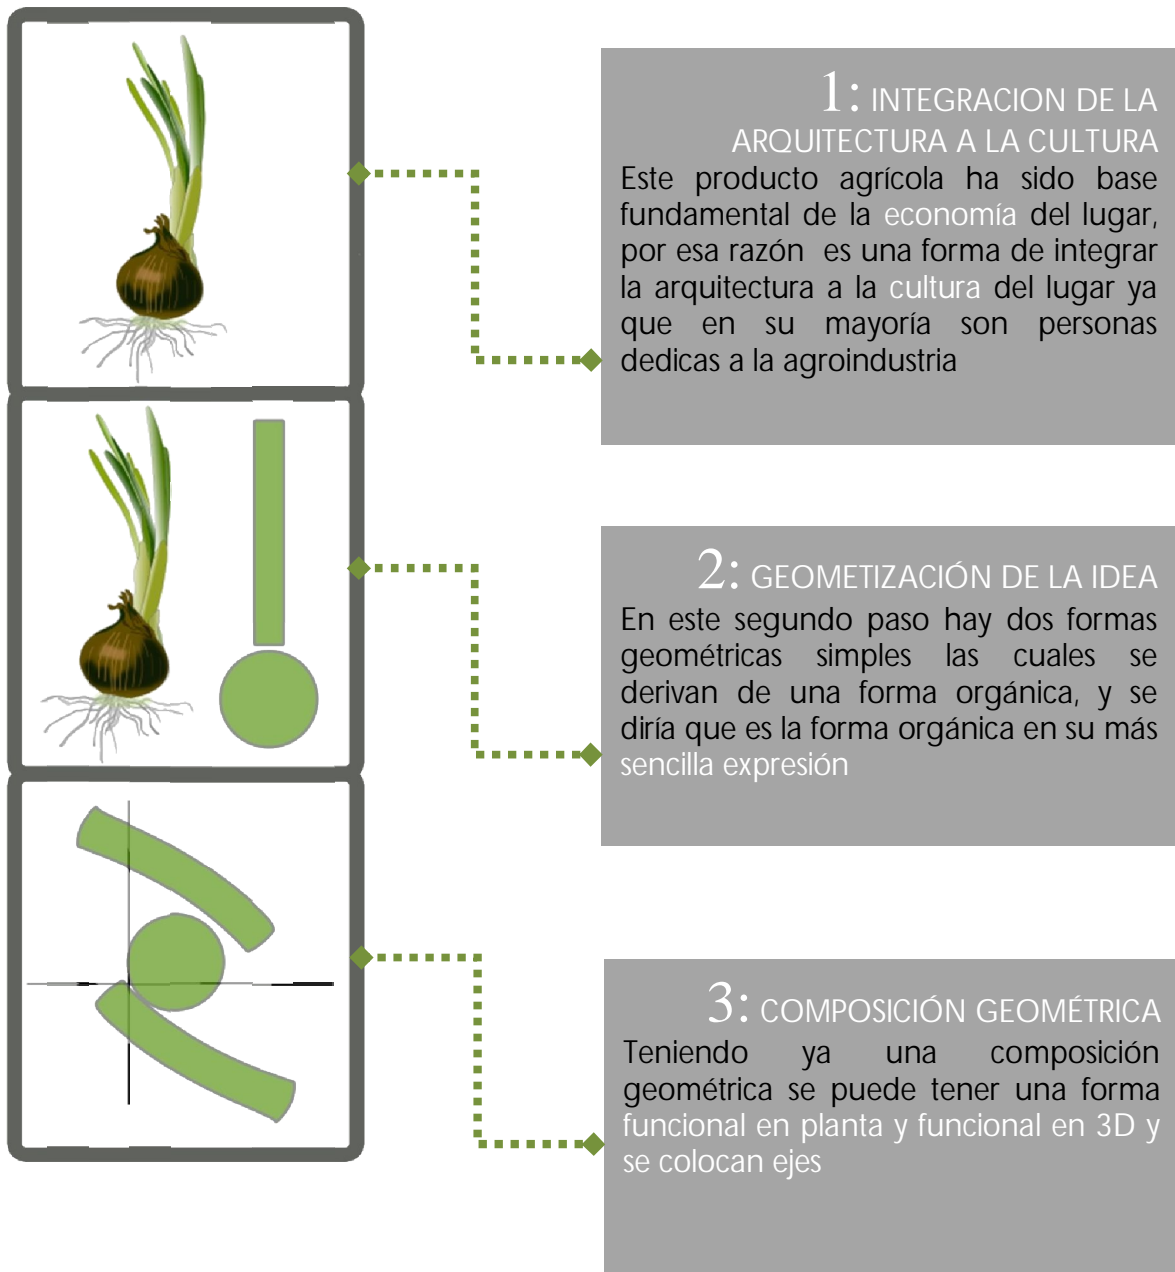 1: INTEGRACION DE LA
ARQUITECTURA A LA CULTURA
Este producto agrícola ha sido base
fundamental de la economía del lugar,
por esa razón es una forma de integrar
la arquitectura a la cultura del lugar ya
que en su mayoría son personas
dedicas a la agroindustria
2: GEOMETIZACIÓN DE LA IDEA
En este segundo paso hay dos formas
geométricas simples las cuales se
derivan de una forma orgánica, y se
diría que es la forma orgánica en su más
sencilla expresión
3: COMPOSICIÓN GEOMÉTRICA
Teniendo ya una composición
geométrica se puede tener una forma
funcional en planta y funcional en 3D y
se colocan ejes